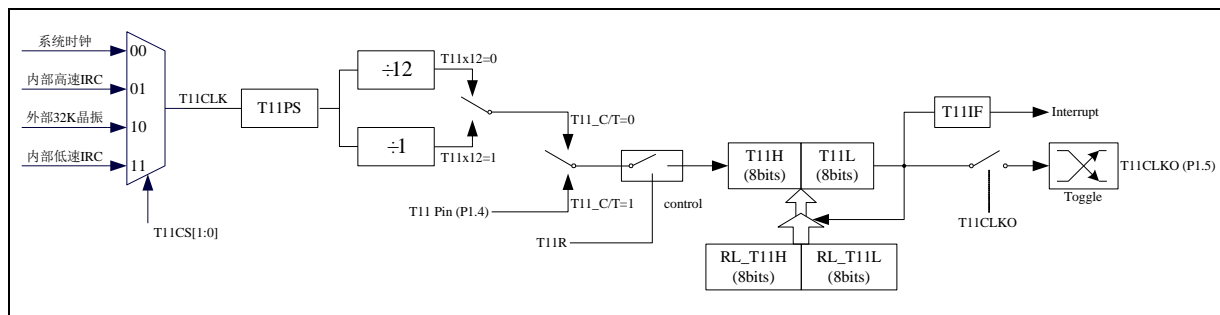 系统时钟
00
内部高速IRC
01
外部32K晶振
10
内部低速IRC
11
T11CS[1:0]
T11CLK
T11PS
÷12
T11x12=0
÷1
T11x12=1
T11_C/T=0
T11_C/T=1
T11 Pin (P1.4)
T11R
control
T11H
(8bits)
T11L
(8bits)
RL_T11H
(8bits)
RL_T11L
(8bits)
T11IF
Interrupt
T11CLKO
T11CLKO (P1.5)
Toggle